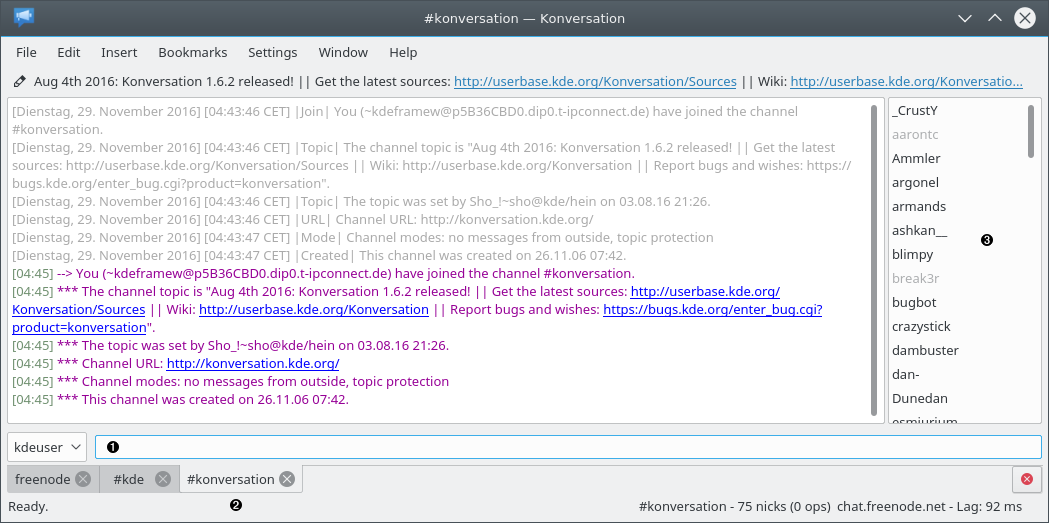 #konversation — Konversation
File Edit Insert Bookmarks Settings Window Help
Aug 4th 2016: Konversation 1.6.2 released! || Get the latest sources: http://userbase.kde.org/Konversation/Sources || Wiki: http://userbase.kde.org/Konversatio...
[Dienstag, 29. November 2016] [04:43:46 CET] |Join| You (~kdeframew@p5B36CBD0.dip0.t-ipconnect.de) have joined the channel
#konversation.
[Dienstag, 29. November 2016] [04:43:46 CET] |Topic| The channel topic is "Aug 4th 2016: Konversation 1.6.2 released! || Get the latest
sources: http://userbase.kde.org/Konversation/Sources || Wiki: http://userbase.kde.org/Konversation || Report bugs and wishes: https://
bugs.kde.org/enter_bug.cgi?product=konversation".
[Dienstag, 29. November 2016] [04:43:46 CET] |Topic| The topic was set by Sho_!~sho@kde/hein on 03.08.16 21:26.
[Dienstag, 29. November 2016] [04:43:46 CET] |URL| Channel URL: http://konversation.kde.org/
[Dienstag, 29. November 2016] [04:43:47 CET] |Mode| Channel modes: no messages from outside, topic protection
[Dienstag, 29. November 2016] [04:43:47 CET] |Created| This channel was created on 26.11.06 07:42.
[04:45] --> You (~kdeframew@p5B36CBD0.dip0.t-ipconnect.de) have joined the channel #konversation.
[04:45] *** The channel topic is "Aug 4th 2016: Konversation 1.6.2 released! || Get the latest sources: http://userbase.kde.org/
Konversation/Sources || Wiki: http://userbase.kde.org/Konversation || Report bugs and wishes: https://bugs.kde.org/enter_bug.cgi?
product=konversation".
[04:45] *** The topic was set by Sho_!~sho@kde/hein on 03.08.16 21:26.
[04:45] *** Channel URL: http://konversation.kde.org/
[04:45] *** Channel modes: no messages from outside, topic protection
[04:45] *** This channel was created on 26.11.06 07:42.
_CrustY
aarontc
Ammler
argonel
armands
ashkan__
3
blimpy
break3r
bugbot
crazystick
dambuster
dan-
Dunedan
esmiurium
kdeuser 1
freenode #kde #konversation
Ready. 2 #konversation - 75 nicks (0 ops) chat.freenode.net - Lag: 92 ms